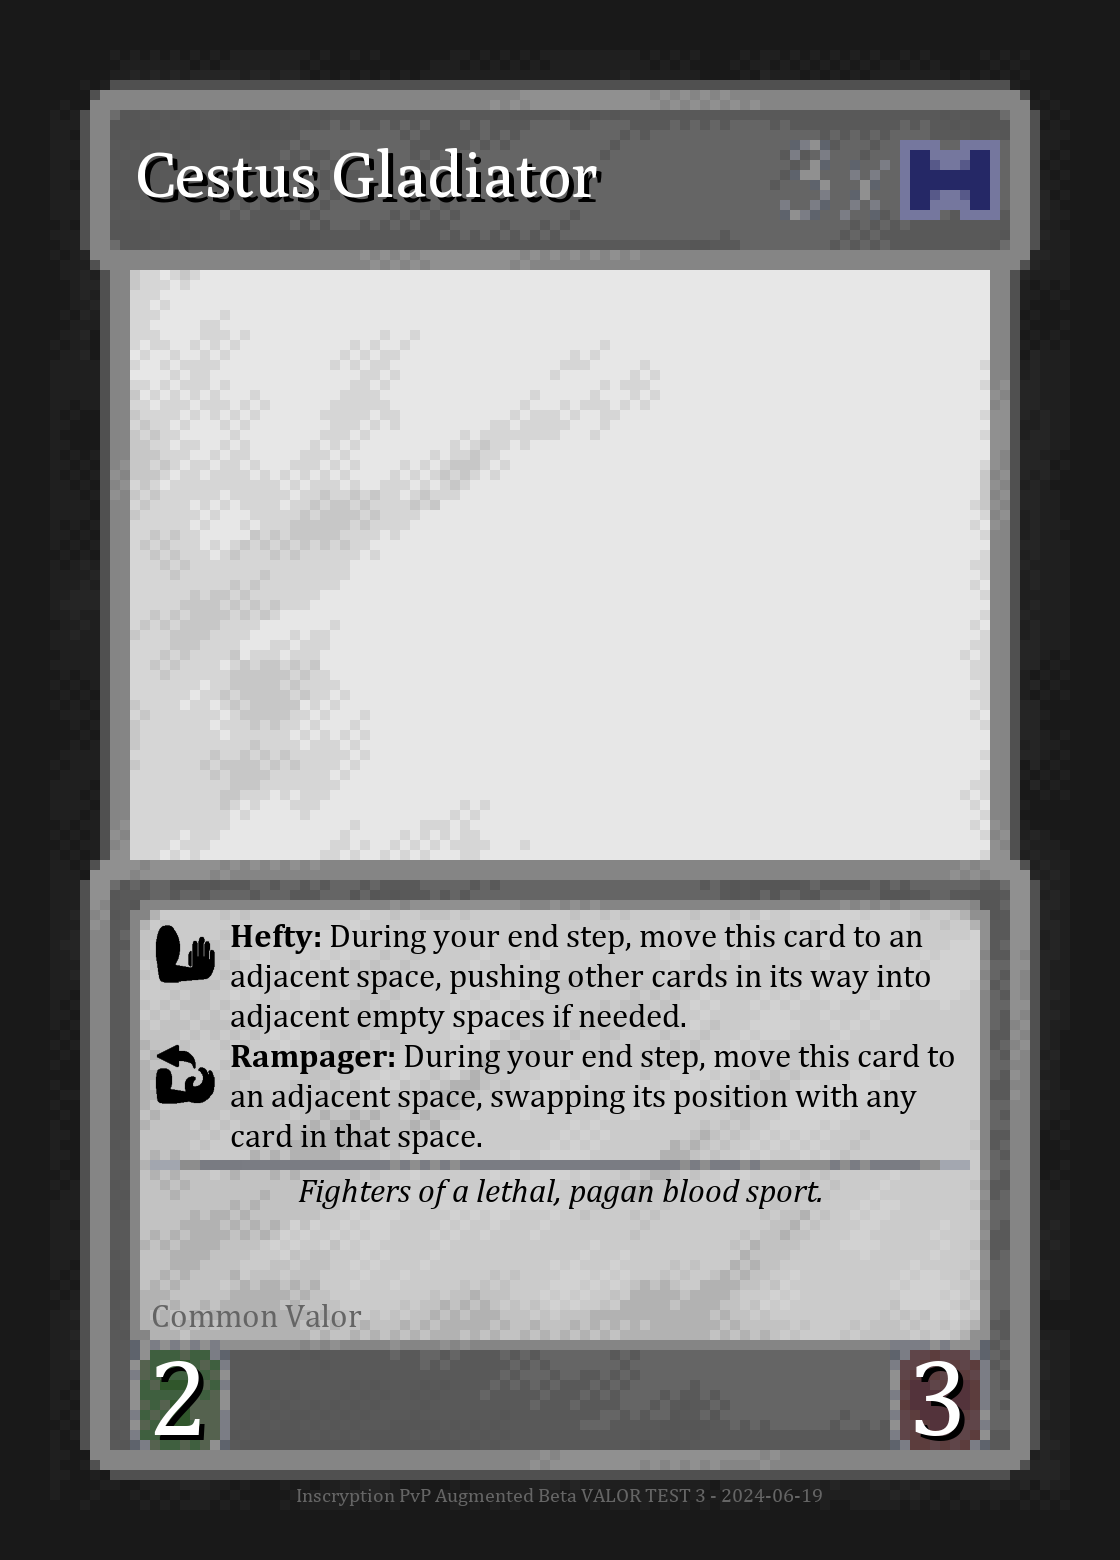 Cestus Gladiator 3x
Hefty: During your end step, move this card to an
adjacent space, pushing other cards in its way into
adjacent empty spaces if needed.
Rampager: During your end step, move this card to
an adjacent space, swapping its position with any
card in that space.
Fighters of a lethal, pagan blood sport.
Common Valor
2 3
Inscryption PvP Augmented Beta VALOR TEST 3 - 2024-06-19